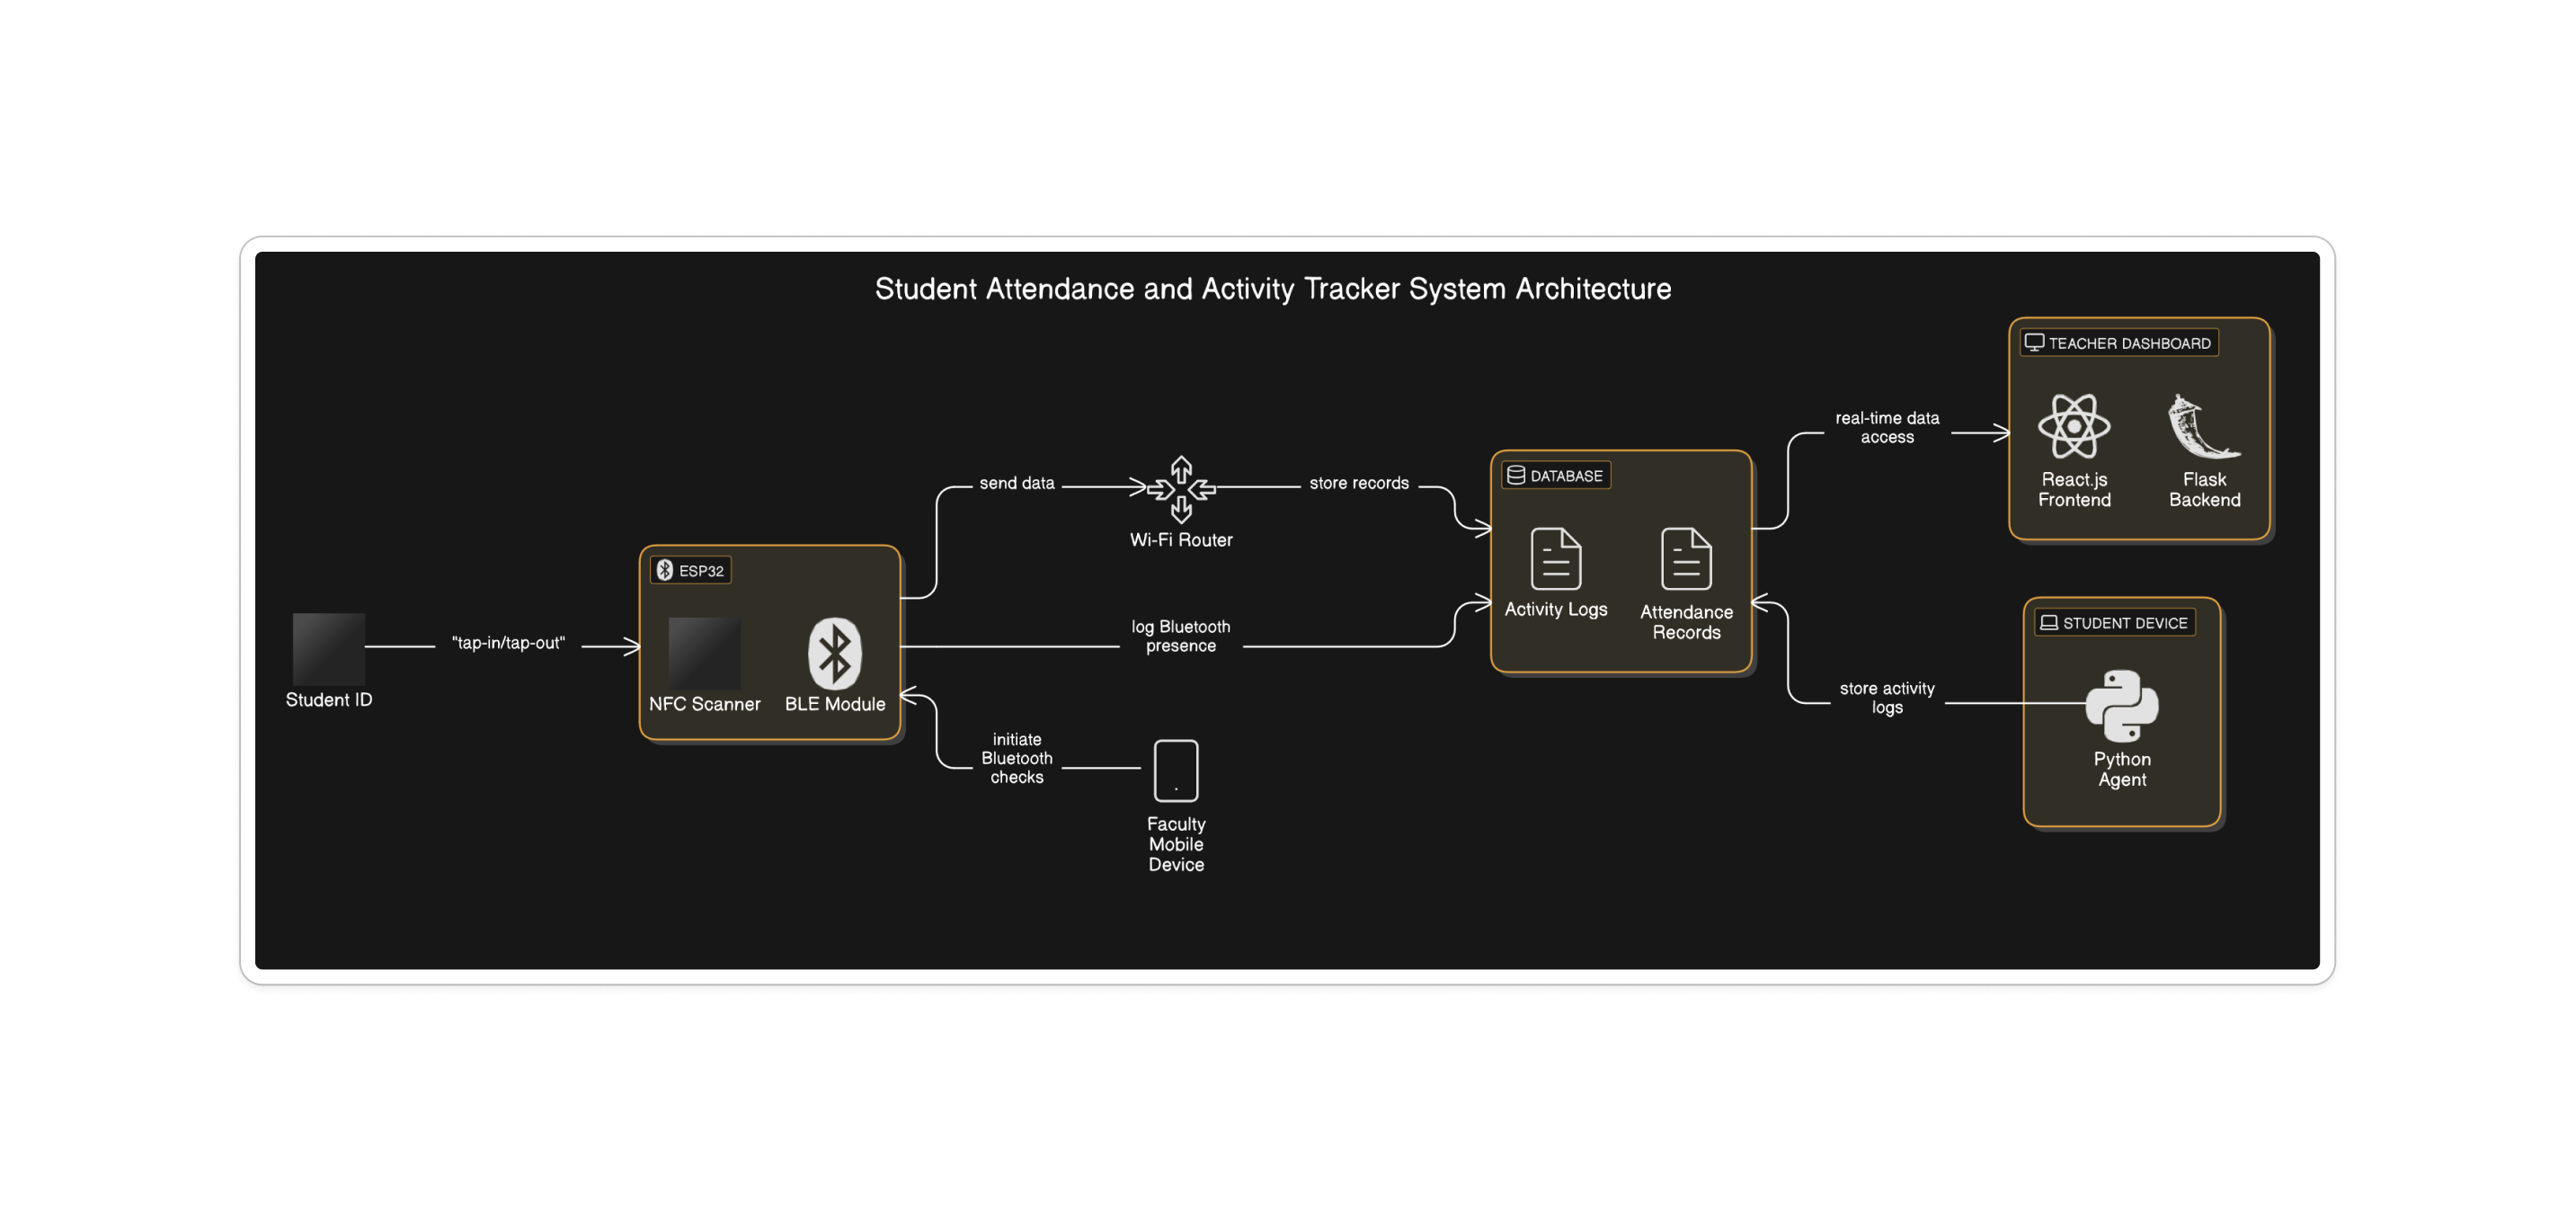 Student Attendance and Activity Tracker System Architecture
Student ID
"tap-in/tap-out"
ESP32
NFC Scanner
BLE Module
send data
Wi-Fi Router
store records
log Bluetooth
presence
initiate
Bluetooth
checks
Faculty
Mobile
Device
DATABASE
Activity Logs
Attendance
Records
real-time data
access
TEACHER DASHBOARD
React.js
Frontend
Flask
Backend
store activity
logs
STUDENT DEVICE
Python
Agent